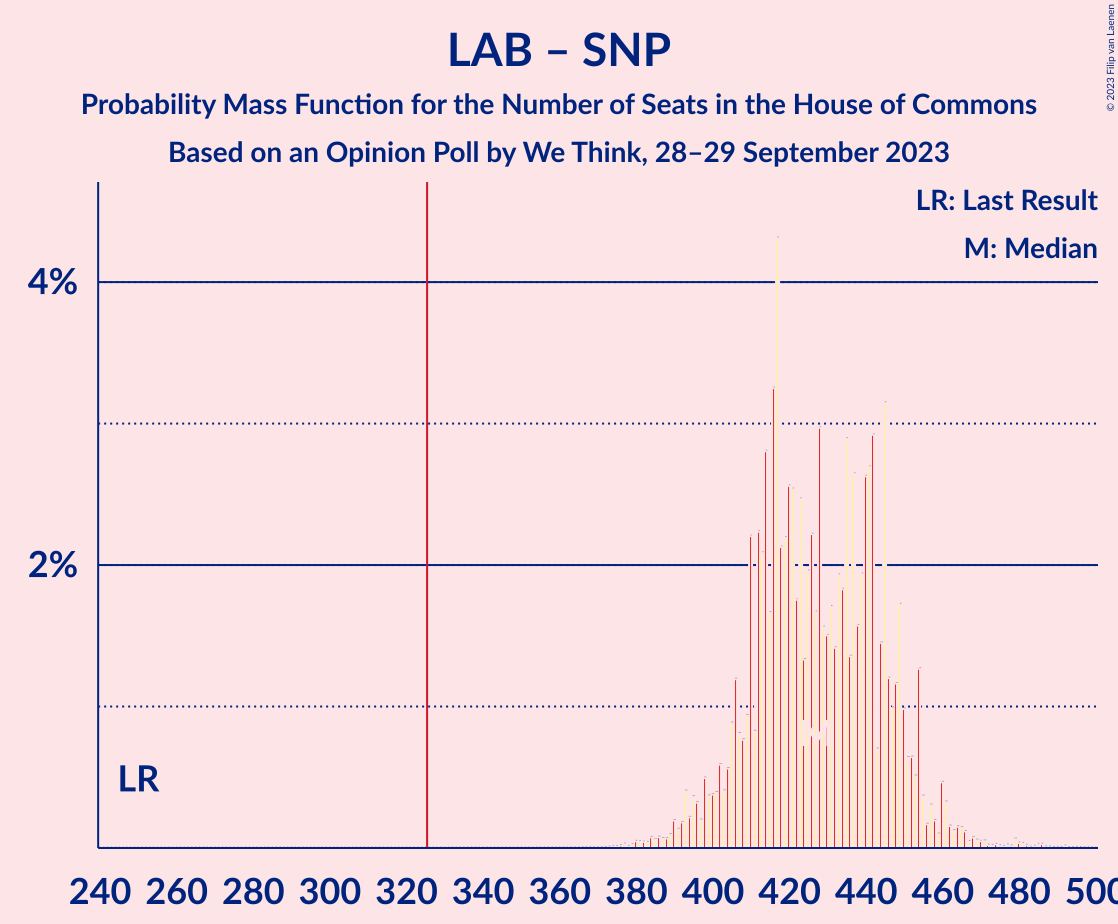 LAB – SNP
Probability Mass Function for the Number of Seats in the House of Commons
Based on an Opinion Poll by We Think, 28–29 September 2023
© 2023 Filip van Laenen
LR: Last Result
M: Median
4%
2%
LR
240 260 280 300 320 340 360 380 400 420 440 460 480 500